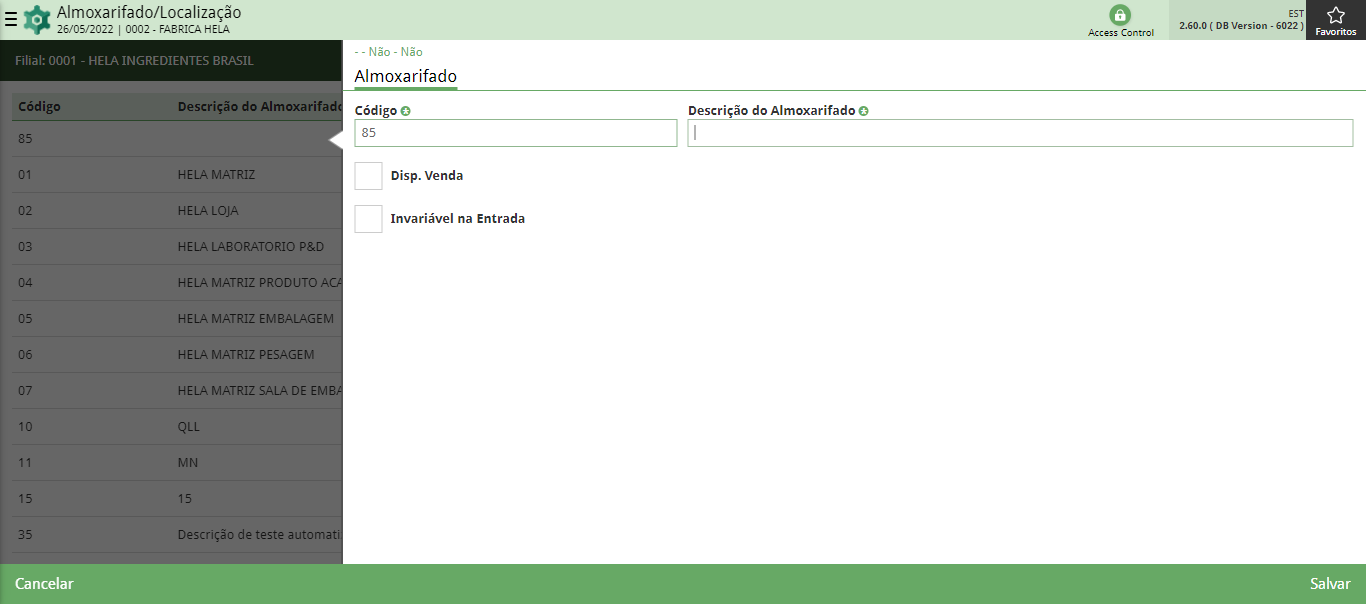 Almoxarifado/Localização
26/05/2022 | 0002 - FABRICA HELA
Access Control
EST
2.60.0 ( DB Version - 6022 )
Favoritos
Filial: 0001 - HELA INGREDIENTES BRASIL
Código Descrição do Almoxarifado
85
01 HELA MATRIZ
02 HELA LOJA
03 HELA LABORATORIO P&D
04 HELA MATRIZ PRODUTO ACA
05 HELA MATRIZ EMBALAGEM
06 HELA MATRIZ PESAGEM
07 HELA MATRIZ SALA DE EMBA
10 QLL
11 MN
15 15
35 Descrição de teste automati
- - Não - Não
Almoxarifado
Código Descrição do Almoxarifado
85
Disp. Venda
Invariável na Entrada
Cancelar Salvar